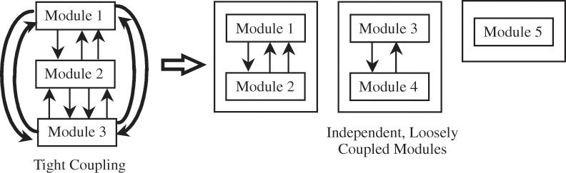 Module 1
Module 2
Module 3
Tight Coupling
Module 1
Module 2
Module 3
Module 4
Independent, Loosely
Coupled Modules
Module 5